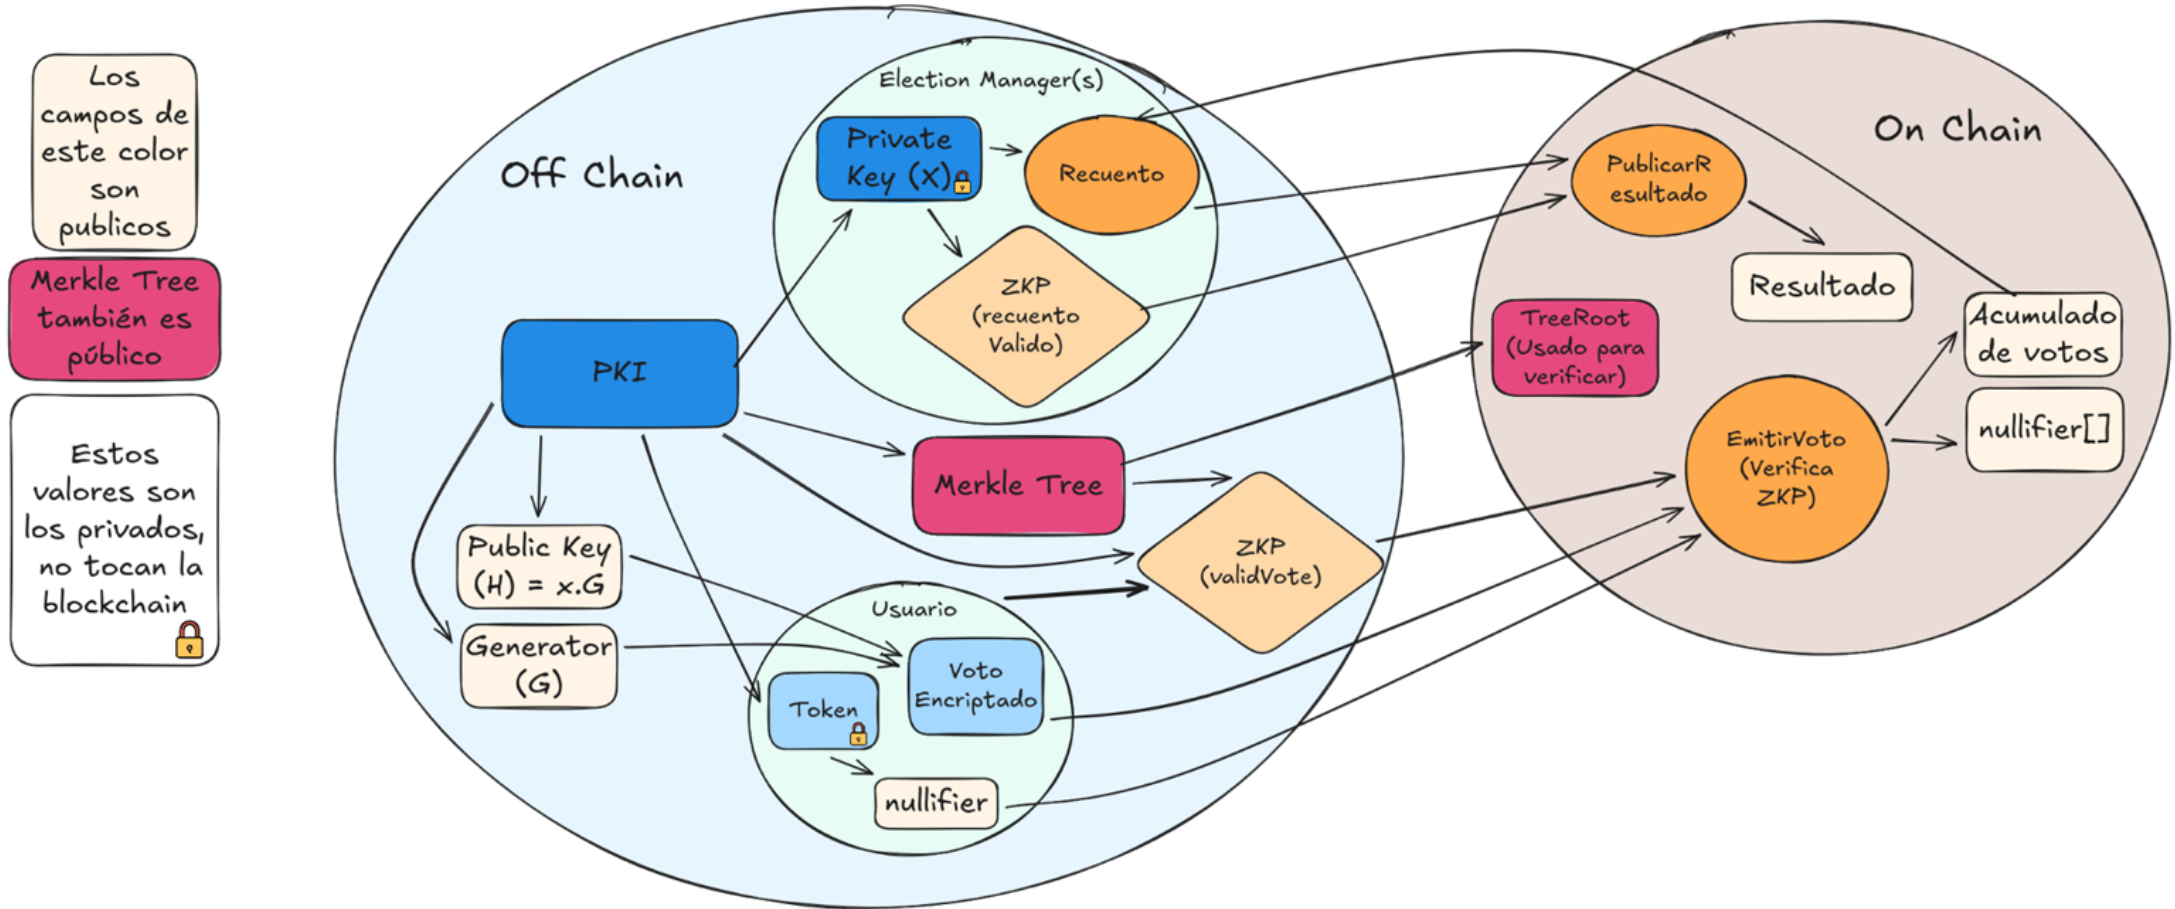 Los
campos de
este color
son
publicos
Merkle Tree
también es
público
Estos
valores son
los privados,
no tocan la
blockchain
Off Chain
Election Manager(s)
Private
Key (X)
Recuento
ZKP
(recuento
Valido)
PKI
Merkle Tree
Public Key
(H) = x.G
Generator
(G)
ZKP
(validVote)
Usuario
Voto
Encriptado
Token
nullifier
On Chain
PublicarR
esultado
Resultado
TreeRoot
(Usado para
verificar)
Acumulado
de votos
EmitirVoto
(Verifica
ZKP)
nullifier[]